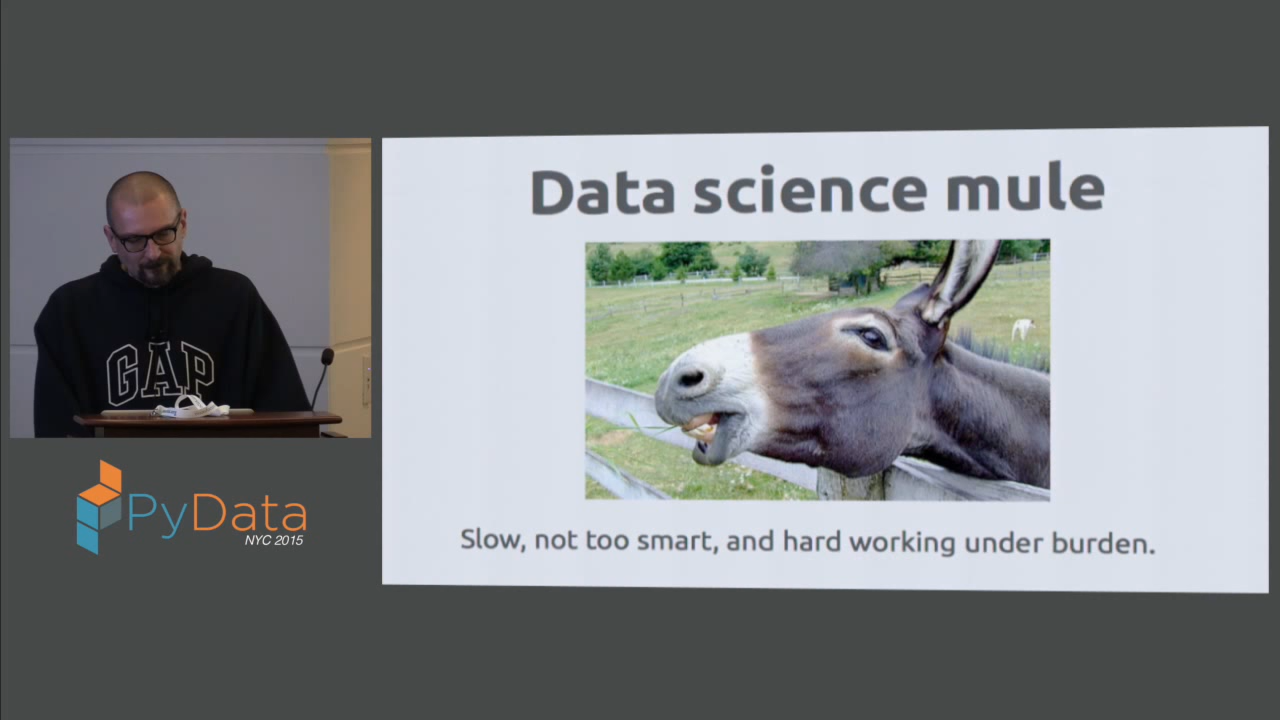 Data science mule
GAP
PyData
NYC 2015
Slow, not too smart, and hard working under burden.